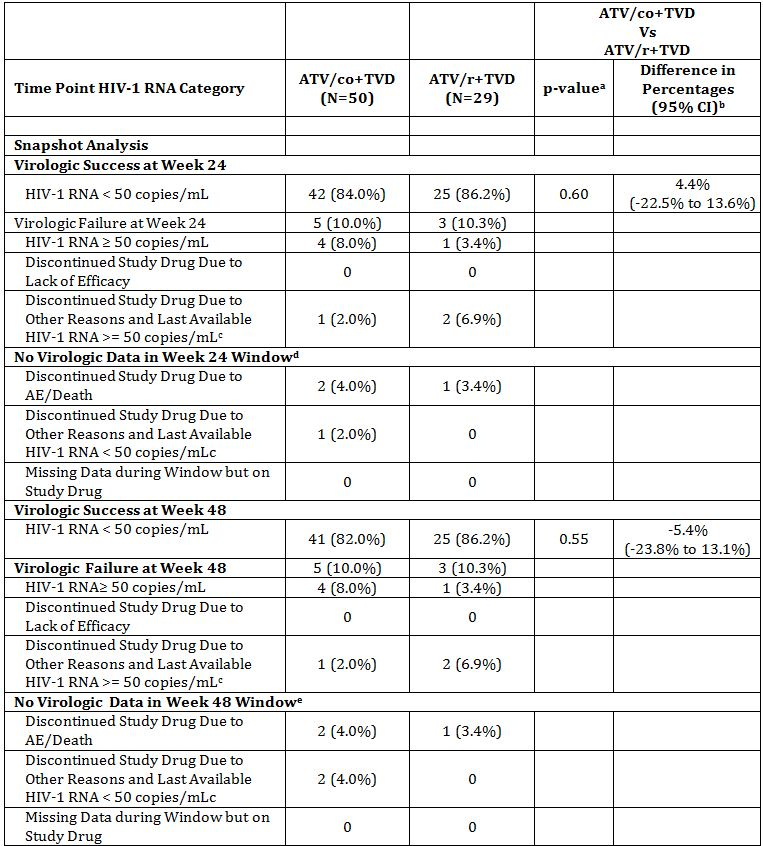 ATV/co+TVD
Vs
ATV/r+TVD
Time Point HIV-1 RNA Category ATV/co+TVD (N=50) ATV/r+TVD (N=29) p-valueᵃ Difference in Percentages (95% CI)ᵇ
Snapshot Analysis
Virologic Success at Week 24
HIV-1 RNA < 50 copies/mL 42 (84.0%) 25 (86.2%) 0.60 4.4% (-22.5% to 13.6%)
Virologic Failure at Week 24 5 (10.0%) 3 (10.3%)
HIV-1 RNA ≥ 50 copies/mL 4 (8.0%) 1 (3.4%)
Discontinued Study Drug Due to
Lack of Efficacy 0 0
Discontinued Study Drug Due to
Other Reasons and Last Available 1 (2.0%) 2 (6.9%)
HIV-1 RNA >= 50 copies/mLᶜ
No Virologic Data in Week 24 Windowᵈ
Discontinued Study Drug Due to
AE/Death 2 (4.0%) 1 (3.4%)
Discontinued Study Drug Due to
Other Reasons and Last Available 1 (2.0%) 0
HIV-1 RNA < 50 copies/mLc
Missing Data during Window but on
Study Drug 0 0
Virologic Success at Week 48
HIV-1 RNA < 50 copies/mL 41 (82.0%) 25 (86.2%) 0.55 -5.4% (-23.8% to 13.1%)
Virologic Failure at Week 48 5 (10.0%) 3 (10.3%)
HIV-1 RNA≥ 50 copies/mL 4 (8.0%) 1 (3.4%)
Discontinued Study Drug Due to
Lack of Efficacy 0 0
Discontinued Study Drug Due to
Other Reasons and Last Available 1 (2.0%) 2 (6.9%)
HIV-1 RNA >= 50 copies/mLᶜ
No Virologic Data in Week 48 Windowᵉ
Discontinued Study Drug Due to
AE/Death 2 (4.0%) 1 (3.4%)
Discontinued Study Drug Due to
Other Reasons and Last Available 2 (4.0%) 0
HIV-1 RNA < 50 copies/mLc
Missing Data during Window but on
Study Drug 0 0